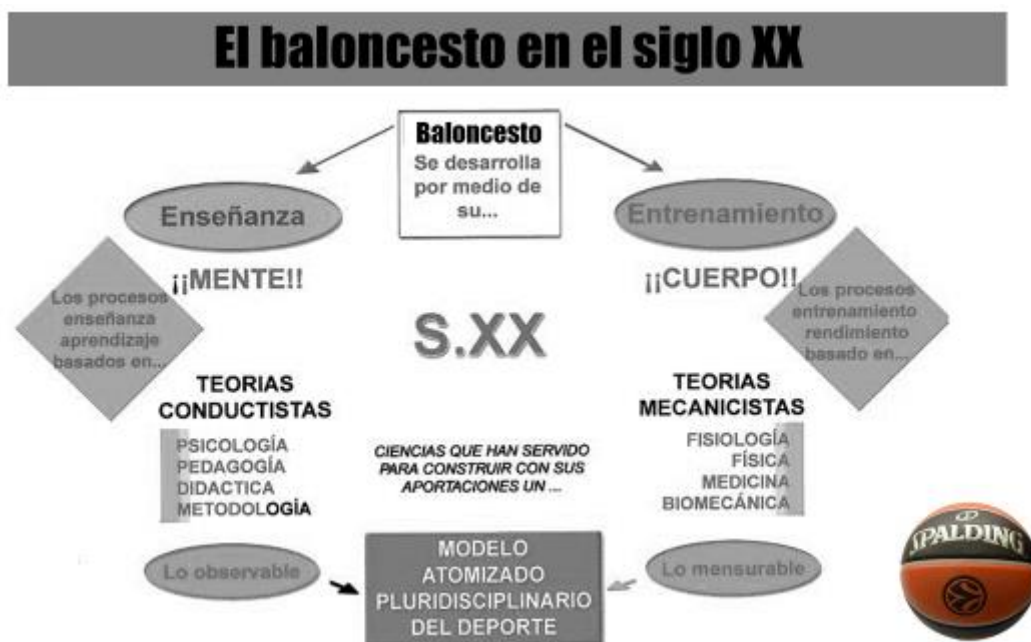 El baloncesto en el siglo XX
Baloncesto
Se desarrolla
por medio de
su...
Enseñanza
Entrenamiento
¡¡MENTE!!
¡¡CUERPO!!
Los procesos
enseñanza
aprendizaje
basados en...
Los procesos
entrenamiento
rendimiento
basado en...
S.XX
TEORIAS
CONDUCTISTAS
TEORIAS
MECANICISTAS
PSICOLOGÍA
PEDAGOGÍA
DIDACTICA
METODOLOGÍA
CIENCIAS QUE HAN SERVIDO
PARA CONSTRUIR CON SUS
APORTACIONES UN ...
FISIOLOGÍA
FÍSICA
MEDICINA
BIOMECÁNICA
Lo observable
MODELO
ATOMIZADO
PLURIDISCIPLINARIO
DEL DEPORTE
Lo mensurable
SPALDING